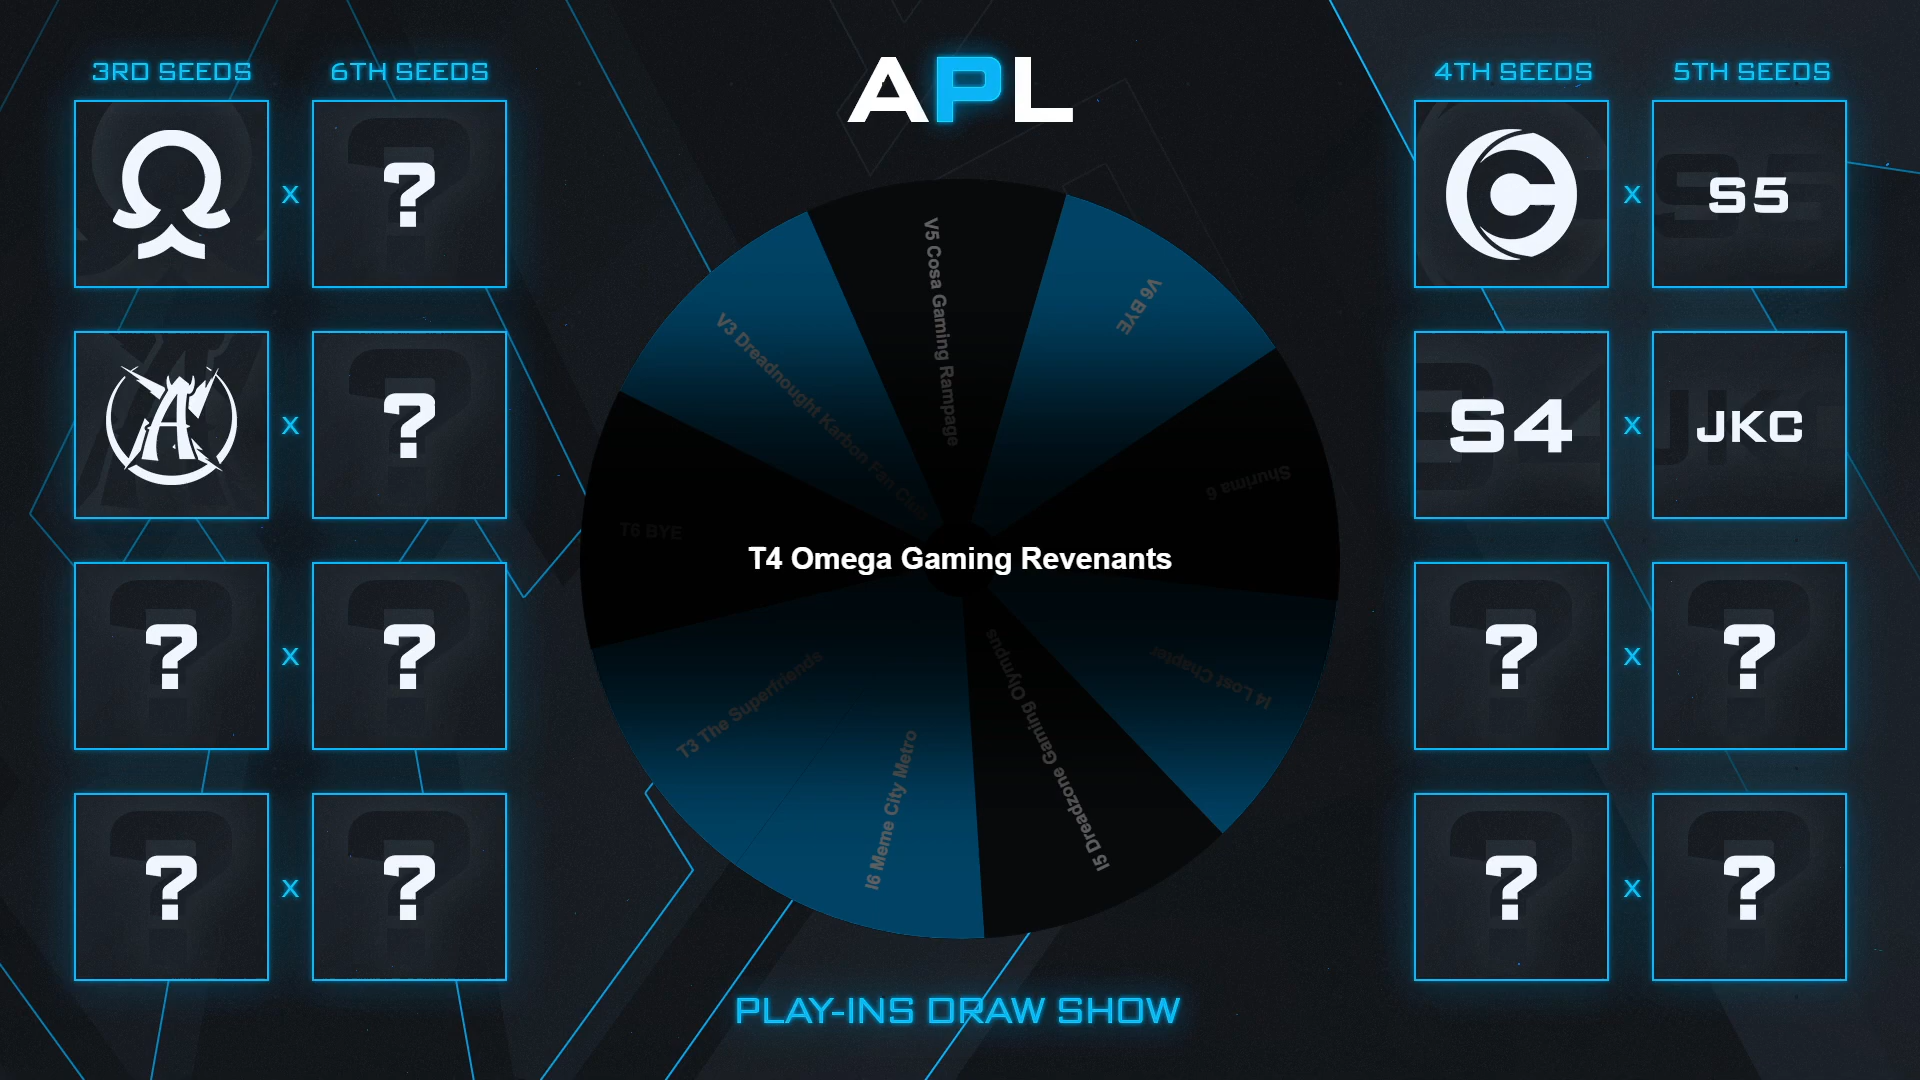 3RD SEEDS
6TH SEEDS
APL
4TH SEEDS
5TH SEEDS
x
?
x
S5
x
?
S4
x
JKC
?
x
?
?
x
?
?
x
?
?
x
?
V3 Dreadnought Karbon Fan Club
V5 Cosa Gaming Rampage
V6 BYE
Shurima 6
T6 BYE
T4 Omega Gaming Revenants
T3 The Superfriends
I6 Meme City Metro
I5 Dreadzone Gaming Olympus
I4 Lost Chapter
PLAY-INS DRAW SHOW